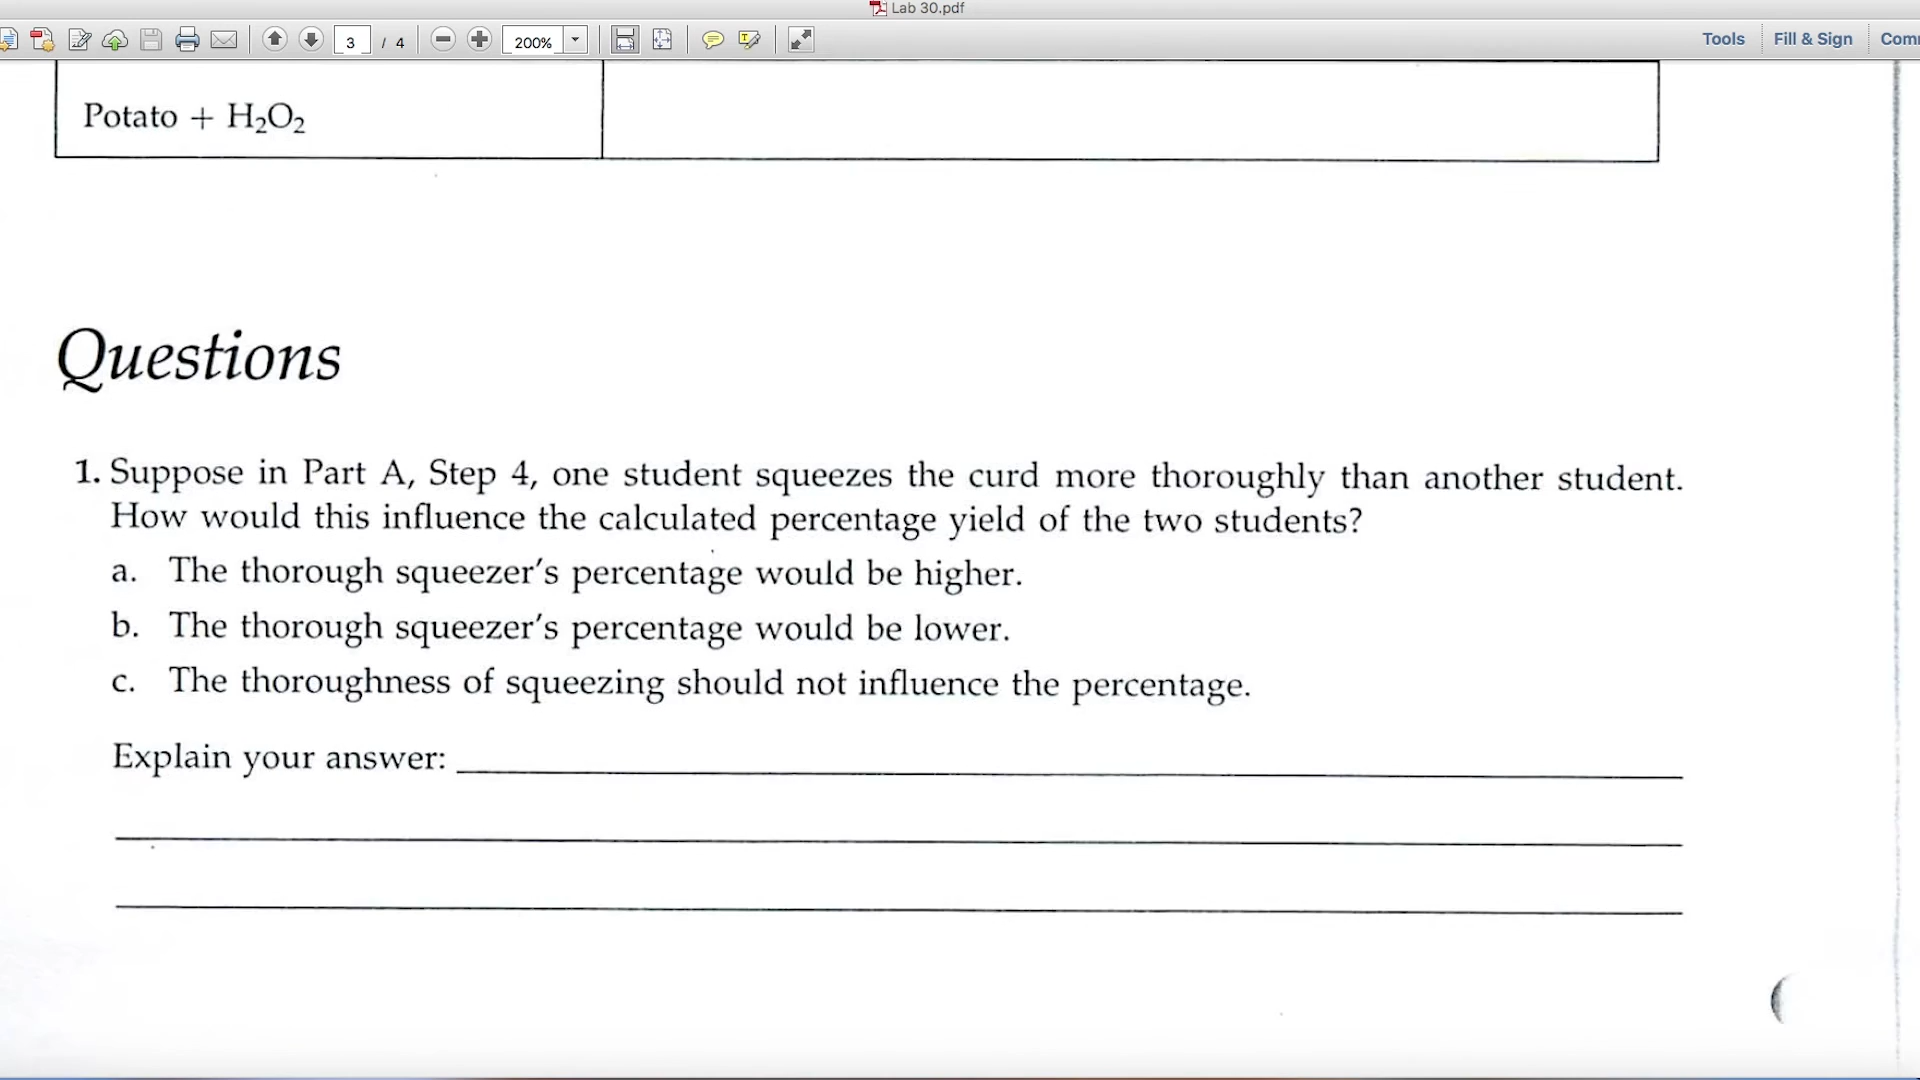 Lab 30.pdf
3 / 4 200% Tools Fill & Sign
Potato + H₂O₂
Questions
1. Suppose in Part A, Step 4, one student squeezes the curd more thoroughly than another student.
How would this influence the calculated percentage yield of the two students?
a. The thorough squeezer's percentage would be higher.
b. The thorough squeezer's percentage would be lower.
c. The thoroughness of squeezing should not influence the percentage.
Explain your answer: